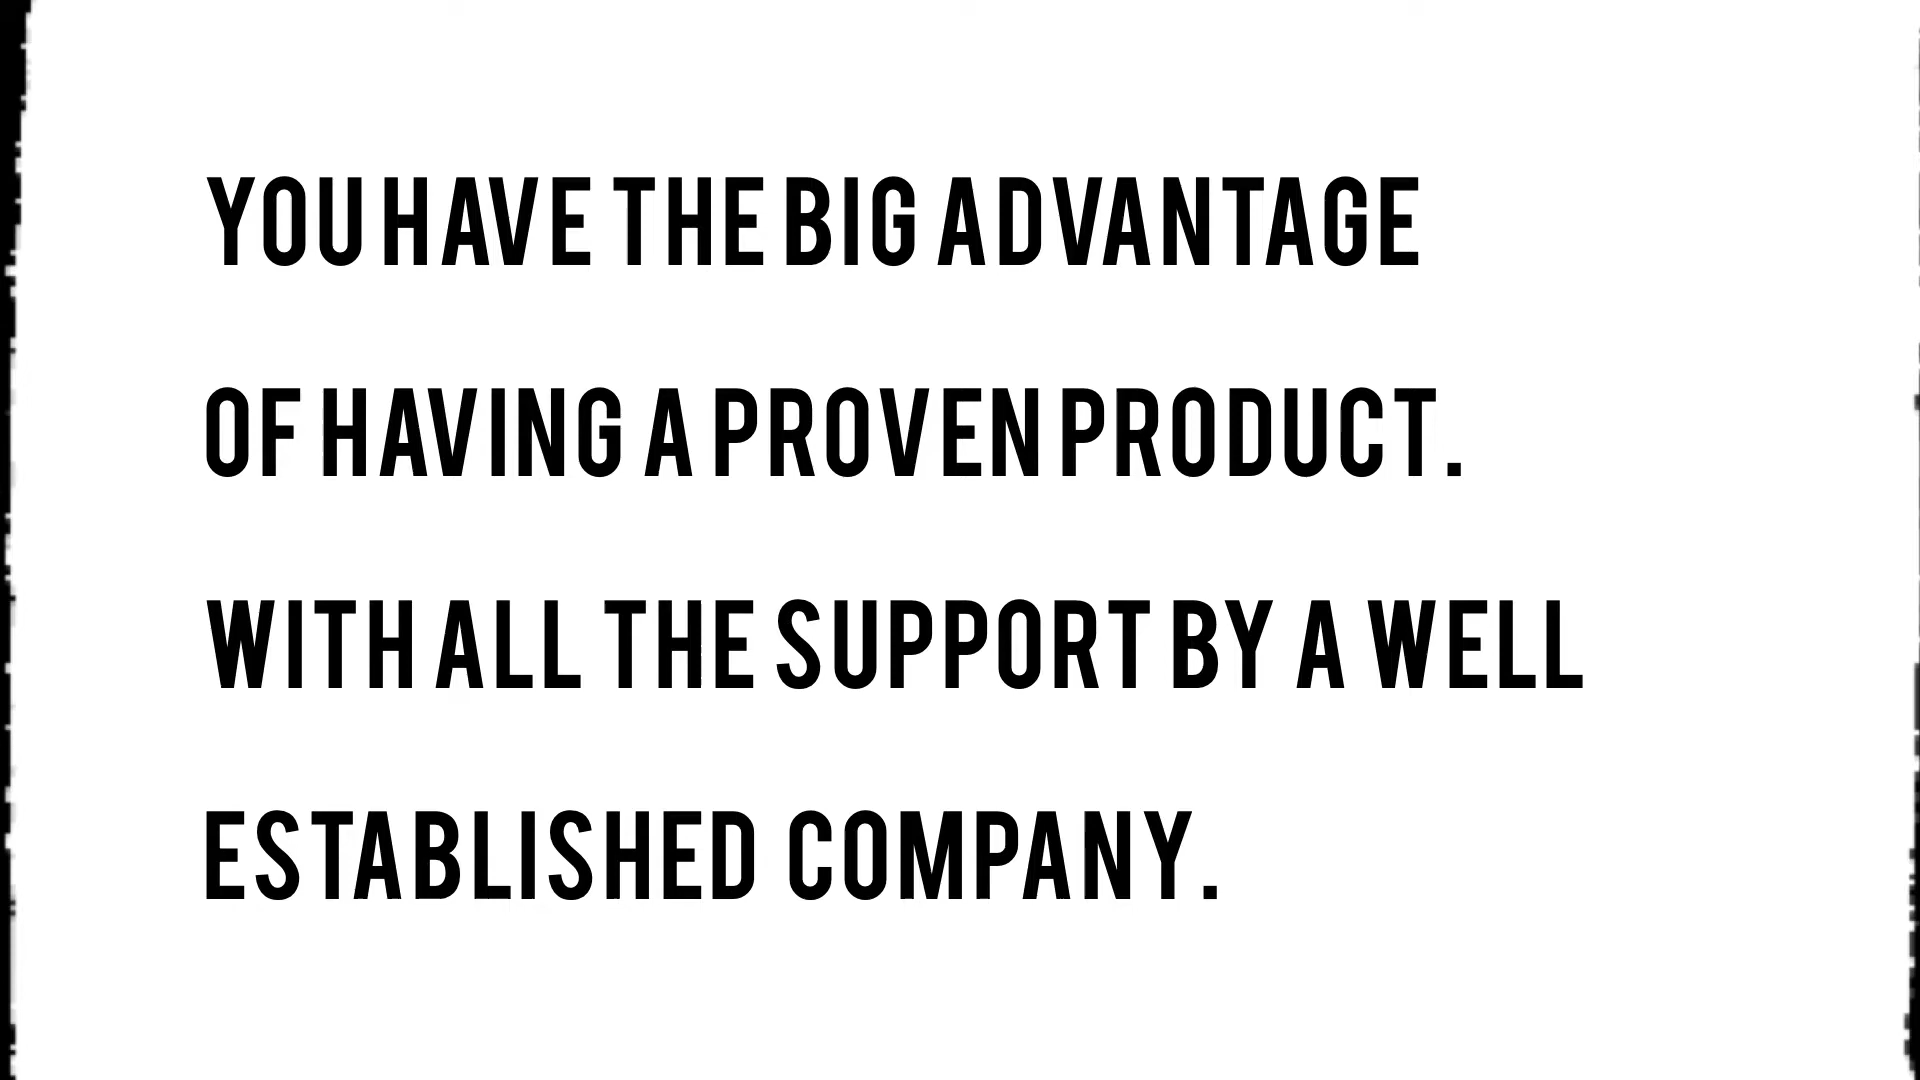 YOU HAVE THE BIG ADVANTAGE
OF HAVING A PROVEN PRODUCT.
WITH ALL THE SUPPORT BY A WELL
ESTABLISHED COMPANY.